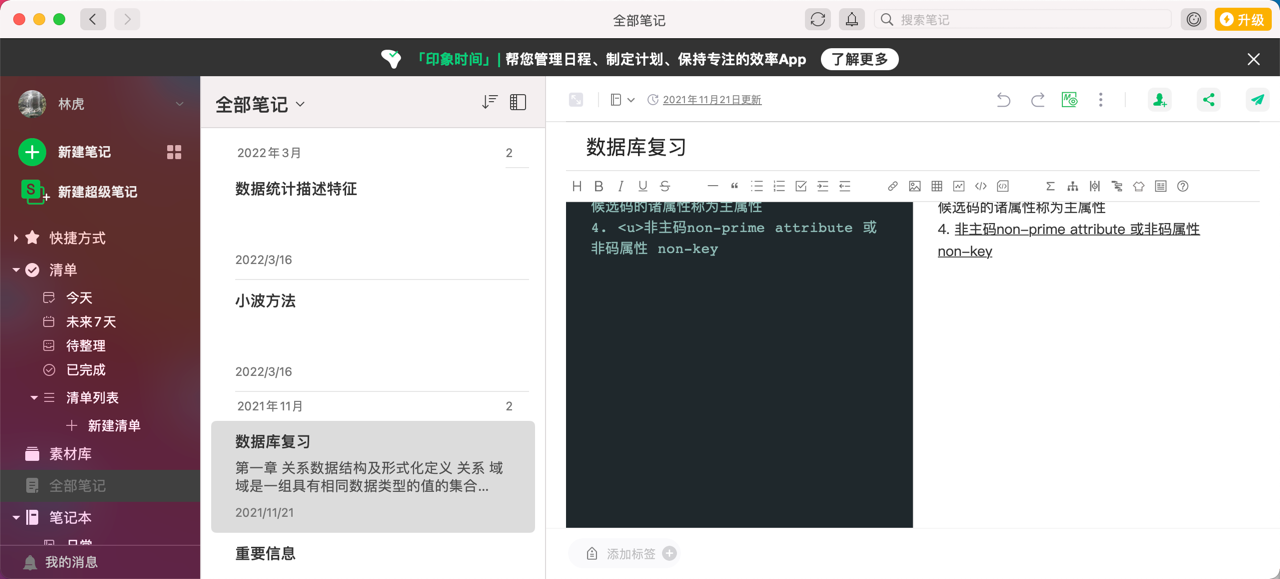 全部笔记
搜索笔记
升级
「印象时间」| 帮您管理日程、制定计划、保持专注的效率App
了解更多
林虎
新建笔记
新建超级笔记
快捷方式
清单
今天
未来7天
待整理
已完成
清单列表
新建清单
素材库
全部笔记
笔记本
我的消息
全部笔记
2022年3月 2
数据统计描述特征
2022/3/16
小波方法
2022/3/16
2021年11月 2
数据库复习
第一章 关系数据结构及形式化定义 关系 域
域是一组具有相同数据类型的值的集合...
2021/11/21
重要信息
2021年11月21日更新
数据库复习
H B I U S
候选码的诸属性称为主属性
4. <u>非主码non-prime attribute 或
非码属性 non-key
候选码的诸属性称为主属性
4. 非主码non-prime attribute 或非码属性
non-key
添加标签